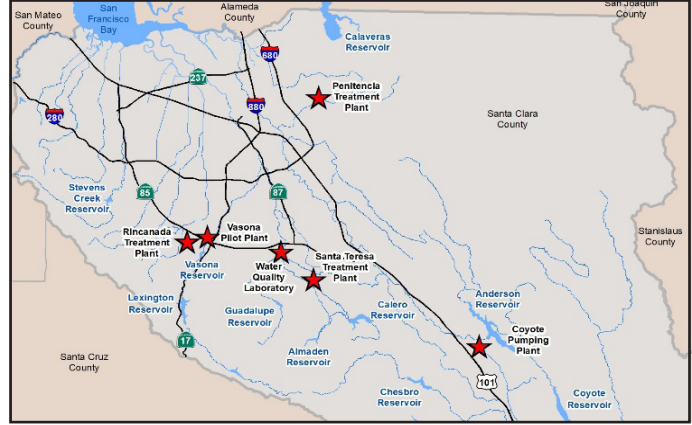 San Mateo
County
San
Francisco
Bay
Alameda
County
San Joaquin
County
Calaveras
Reservoir
680
237
Penitencia
Treatment
Plant
880
280
Santa Clara
County
Stevens
Creek
Reservoir
85
87
Rincanada
Treatment
Plant
Vasona
Pilot Plant
Stanislaus
County
Vasona
Reservoir
Water
Quality
Laboratory
Santa Teresa
Treatment
Plant
Lexington
Reservoir
Guadalupe
Reservoir
Calero
Reservoir
Anderson
Reservoir
Coyote
Pumping
Plant
17
Almaden
Reservoir
Santa Cruz
County
101
Chesbro
Reservoir
Coyote
Reservoir